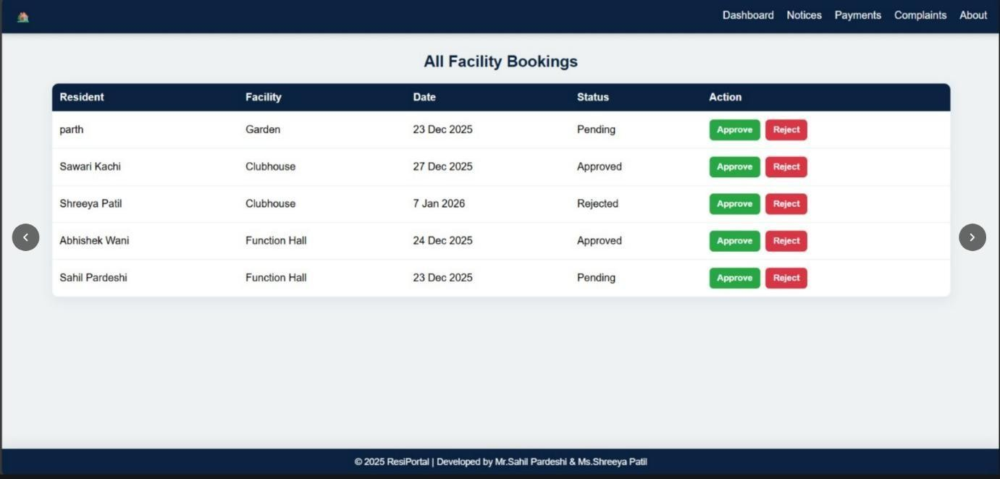 Dashboard Notices Payments Complaints About
All Facility Bookings
Resident Facility Date Status Action
parth Garden 23 Dec 2025 Pending Approve Reject
Sawari Kachi Clubhouse 27 Dec 2025 Approved Approve Reject
Shreeya Patil Clubhouse 7 Jan 2026 Rejected Approve Reject
Abhishek Wani Function Hall 24 Dec 2025 Approved Approve Reject
Sahil Pardeshi Function Hall 23 Dec 2025 Pending Approve Reject
© 2025 ResiPortal | Developed by Mr.Sahil Pardeshi & Ms.Shreeya Patil